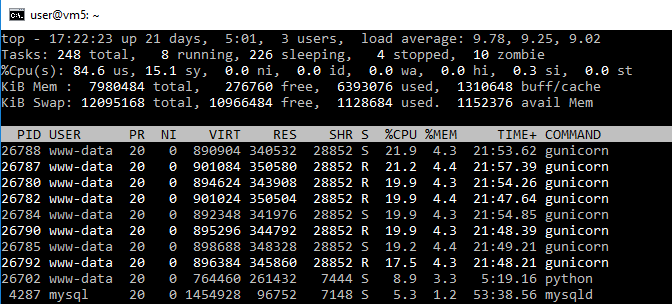 user@vm5: ~
top - 17:22:23 up 21 days,  5:01,  3 users,  load average: 9.78, 9.25, 9.02
Tasks: 248 total,   8 running, 226 sleeping,   4 stopped,  10 zombie
%Cpu(s): 84.6 us, 15.1 sy,  0.0 ni,  0.0 id,  0.0 wa,  0.0 hi,  0.3 si,  0.0 st
KiB Mem :  7980484 total,   276760 free,  6393076 used,  1310648 buff/cache
KiB Swap: 12095168 total, 10966484 free,  1128684 used.  1152376 avail Mem
PID USER      PR  NI    VIRT    RES    SHR S  %CPU %MEM     TIME+ COMMAND
26788 www-data  20   0  890904 340532  28852 S  21.9  4.3  21:53.62 gunicorn
26787 www-data  20   0  901084 350580  28852 R  21.2  4.4  21:57.39 gunicorn
26780 www-data  20   0  894624 343908  28852 R  19.9  4.3  21:54.26 gunicorn
26782 www-data  20   0  901024 350504  28852 R  19.9  4.4  21:47.64 gunicorn
26784 www-data  20   0  892348 341976  28852 S  19.9  4.3  21:54.85 gunicorn
26790 www-data  20   0  895296 344792  28852 R  19.9  4.3  21:48.39 gunicorn
26785 www-data  20   0  898688 348328  28852 S  19.2  4.4  21:49.21 gunicorn
26792 www-data  20   0  896384 345860  28852 R  17.5  4.3  21:48.21 gunicorn
26702 www-data  20   0  764460 261432   7444 S   8.9  3.3   5:19.16 python
4287 mysql     20   0 1454928  96752   7148 S   5.3  1.2  53:38.56 mysqld